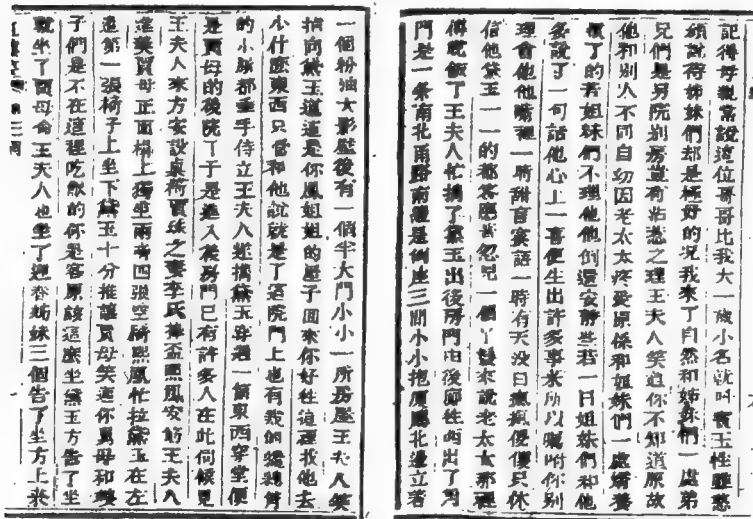 記得母親常說這位哥哥比我大一歲小名就叫寶玉性雖憨
頑說待姊妹們却是極好的况我來了自然和姊妹們一處弟
兄們是另院別房豈有沾惹之理王夫人笑道你不知道原故
他和別人不同自幼因老太太疼愛原係和姐妹們一處嬌養
慣了的若姐妹們不理他他倒還安靜些若一日姐妹們和他
多說了一句話他心上一喜便生出許多事來所以囑咐你別
理會他他嘴裡一時甜言蜜語一時有天沒日瘋瘋傻傻只休
信他黛玉一一的都答應著忽見一個丫鬟來說老太太那裡
傳晚飯了王夫人忙携了黛玉出後房門由後廊往西出了角
門是一條南北甬路南邊是倒座三間小小抱厦廳北邊立着
一個粉油大影壁後有一個半大門小小一所房屋王夫人笑
指向黛玉道這是你鳳姐姐的屋子回來你好往這裡找他去
小什麽東西只管和他說就是了這院門上也有幾個纔總角
的小厮都垂手侍立王夫人遂携黛玉穿過一個東西穿堂便
是賈母的後院了于是進入後房門已有許多人在此伺候見
王夫人來方安設桌椅賈珠之妻李氏捧盃熙鳳安筯王夫人
進羮賈母正面榻上獨坐兩旁四張空椅熙鳳忙拉黛玉在左
邊第一張椅子上坐下黛玉十分推讓賈母笑道你舅母和嫂
子們是不在這裡吃飯的你是客原該這麽坐黛玉方告了坐
就坐了賈母命王夫人也坐了迎春姊妹三個告了坐方上來